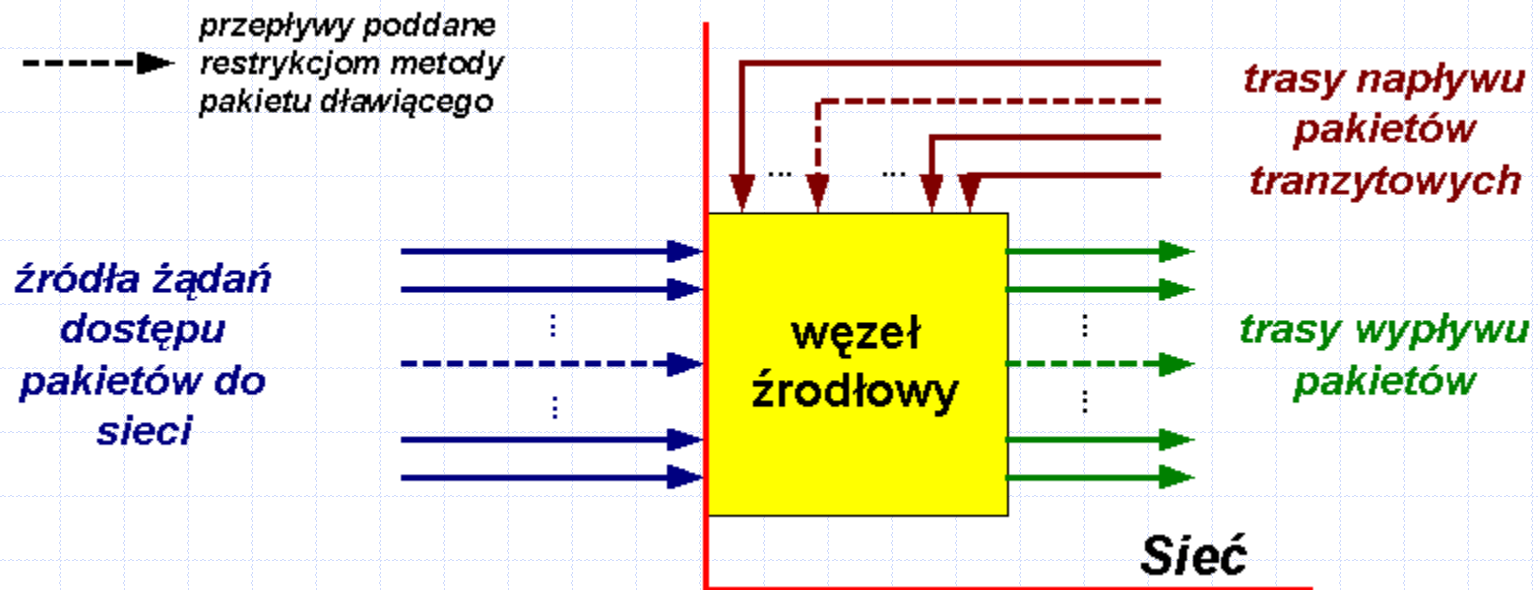 przepływy poddane
restrykcjom metody
pakietu dławiącego
trasy napływu
pakietów
tranzytowych
... ...
źródła żądań
dostępu
pakietów do
sieci
węzeł
źrodłowy
trasy wypływu
pakietów
Sieć